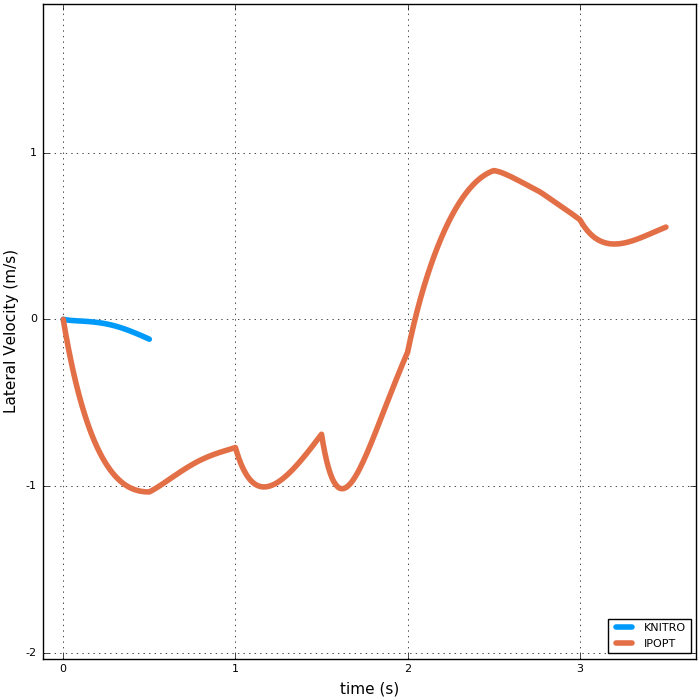 1
0
-1
-2
Lateral Velocity (m/s)
0
1
2
3
time (s)
KNITRO
IPOPT